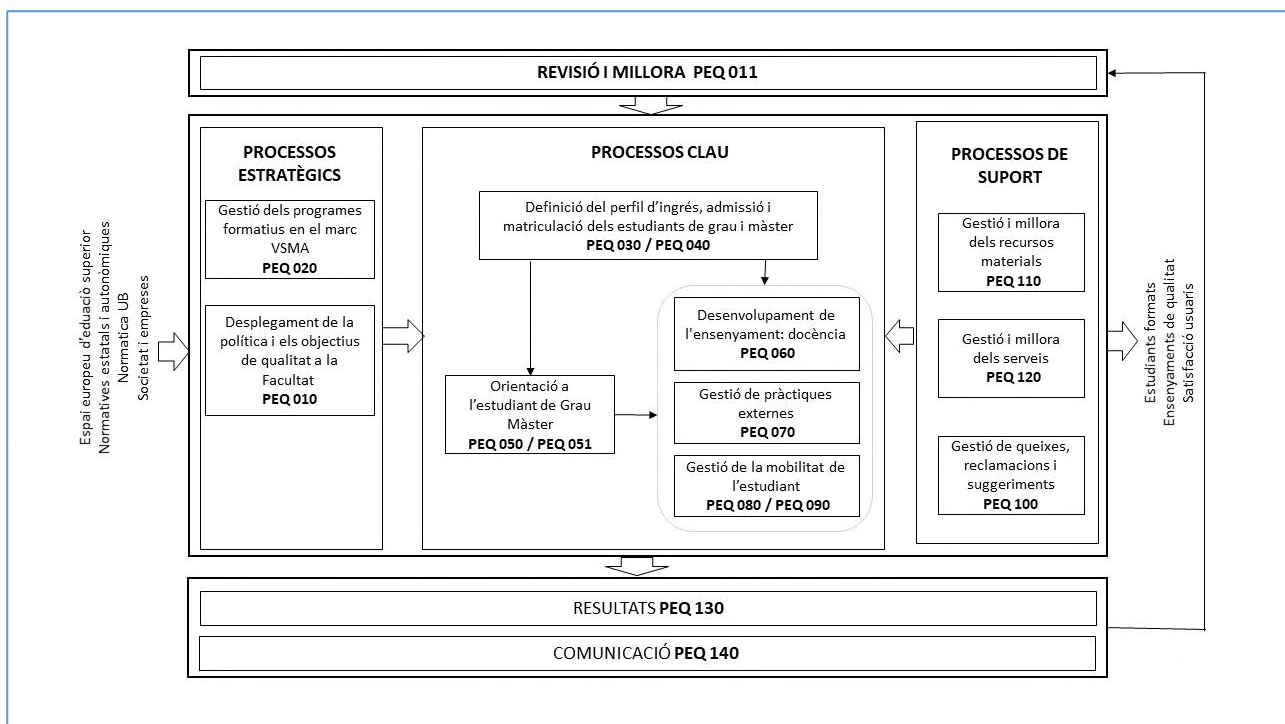 REVISIÓ I MILLORA PEQ 011
PROCESSOS
ESTRATÈGICS
Gestió dels programes
formatius en el marc
VSMA
PEQ 020
Desplegament de la
política i els objectius
de qualitat a la
Facultat
PEQ 010
PROCESSOS CLAU
Definició del perfil d'ingrés, admissió i
matriculació dels estudiants de grau i màster
PEQ 030 / PEQ 040
Orientació a
l'estudiant de Grau
Màster
PEQ 050 / PEQ 051
Desenvolupament de
l'ensenyament: docència
PEQ 060
Gestió de pràctiques
externes
PEQ 070
Gestió de la mobilitat de
l'estudiant
PEQ 080 / PEQ 090
PROCESSOS DE
SUPORT
Gestió i millora
dels recursos
materials
PEQ 110
Gestió i millora
dels serveis
PEQ 120
Gestió de queixes,
reclamacions i
suggeriments
PEQ 100
Espai europeu d'eduació superior
Normatives estatals i autonòmiques
Normatica UB
Societat i empreses
Estudiants formats
Ensenyaments de qualitat
Satisfacció usuaris
RESULTATS PEQ 130
COMUNICACIÓ PEQ 140